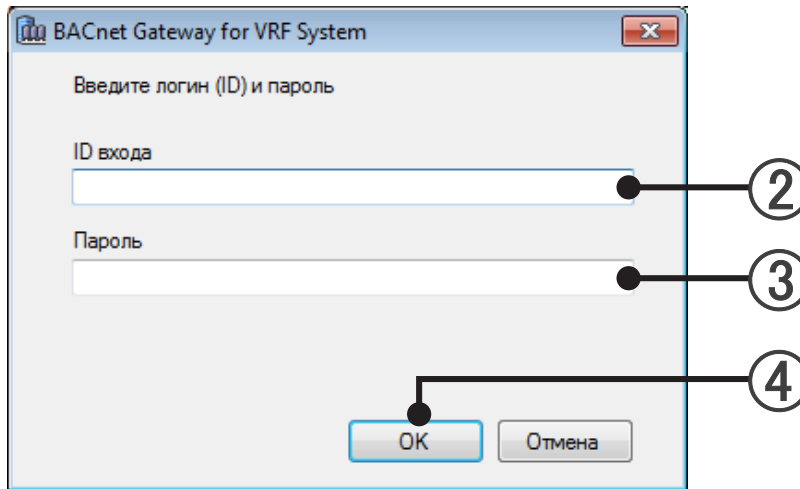 BACnet Gateway for VRF System
Введите логин (ID) и пароль
ID входа
②
Пароль
③
④
OK
Отмена